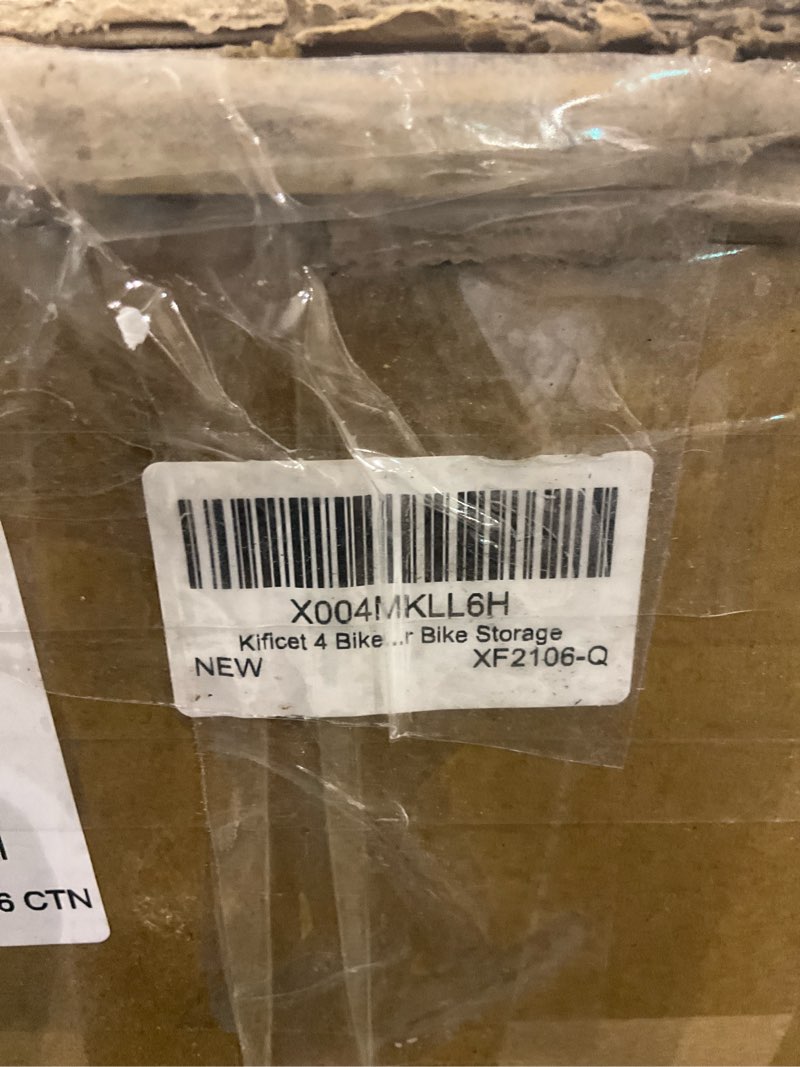 X004MKLL6H
Kificet 4 Bike...r Bike Storage
NEW
XF2106-Q
6 CTN